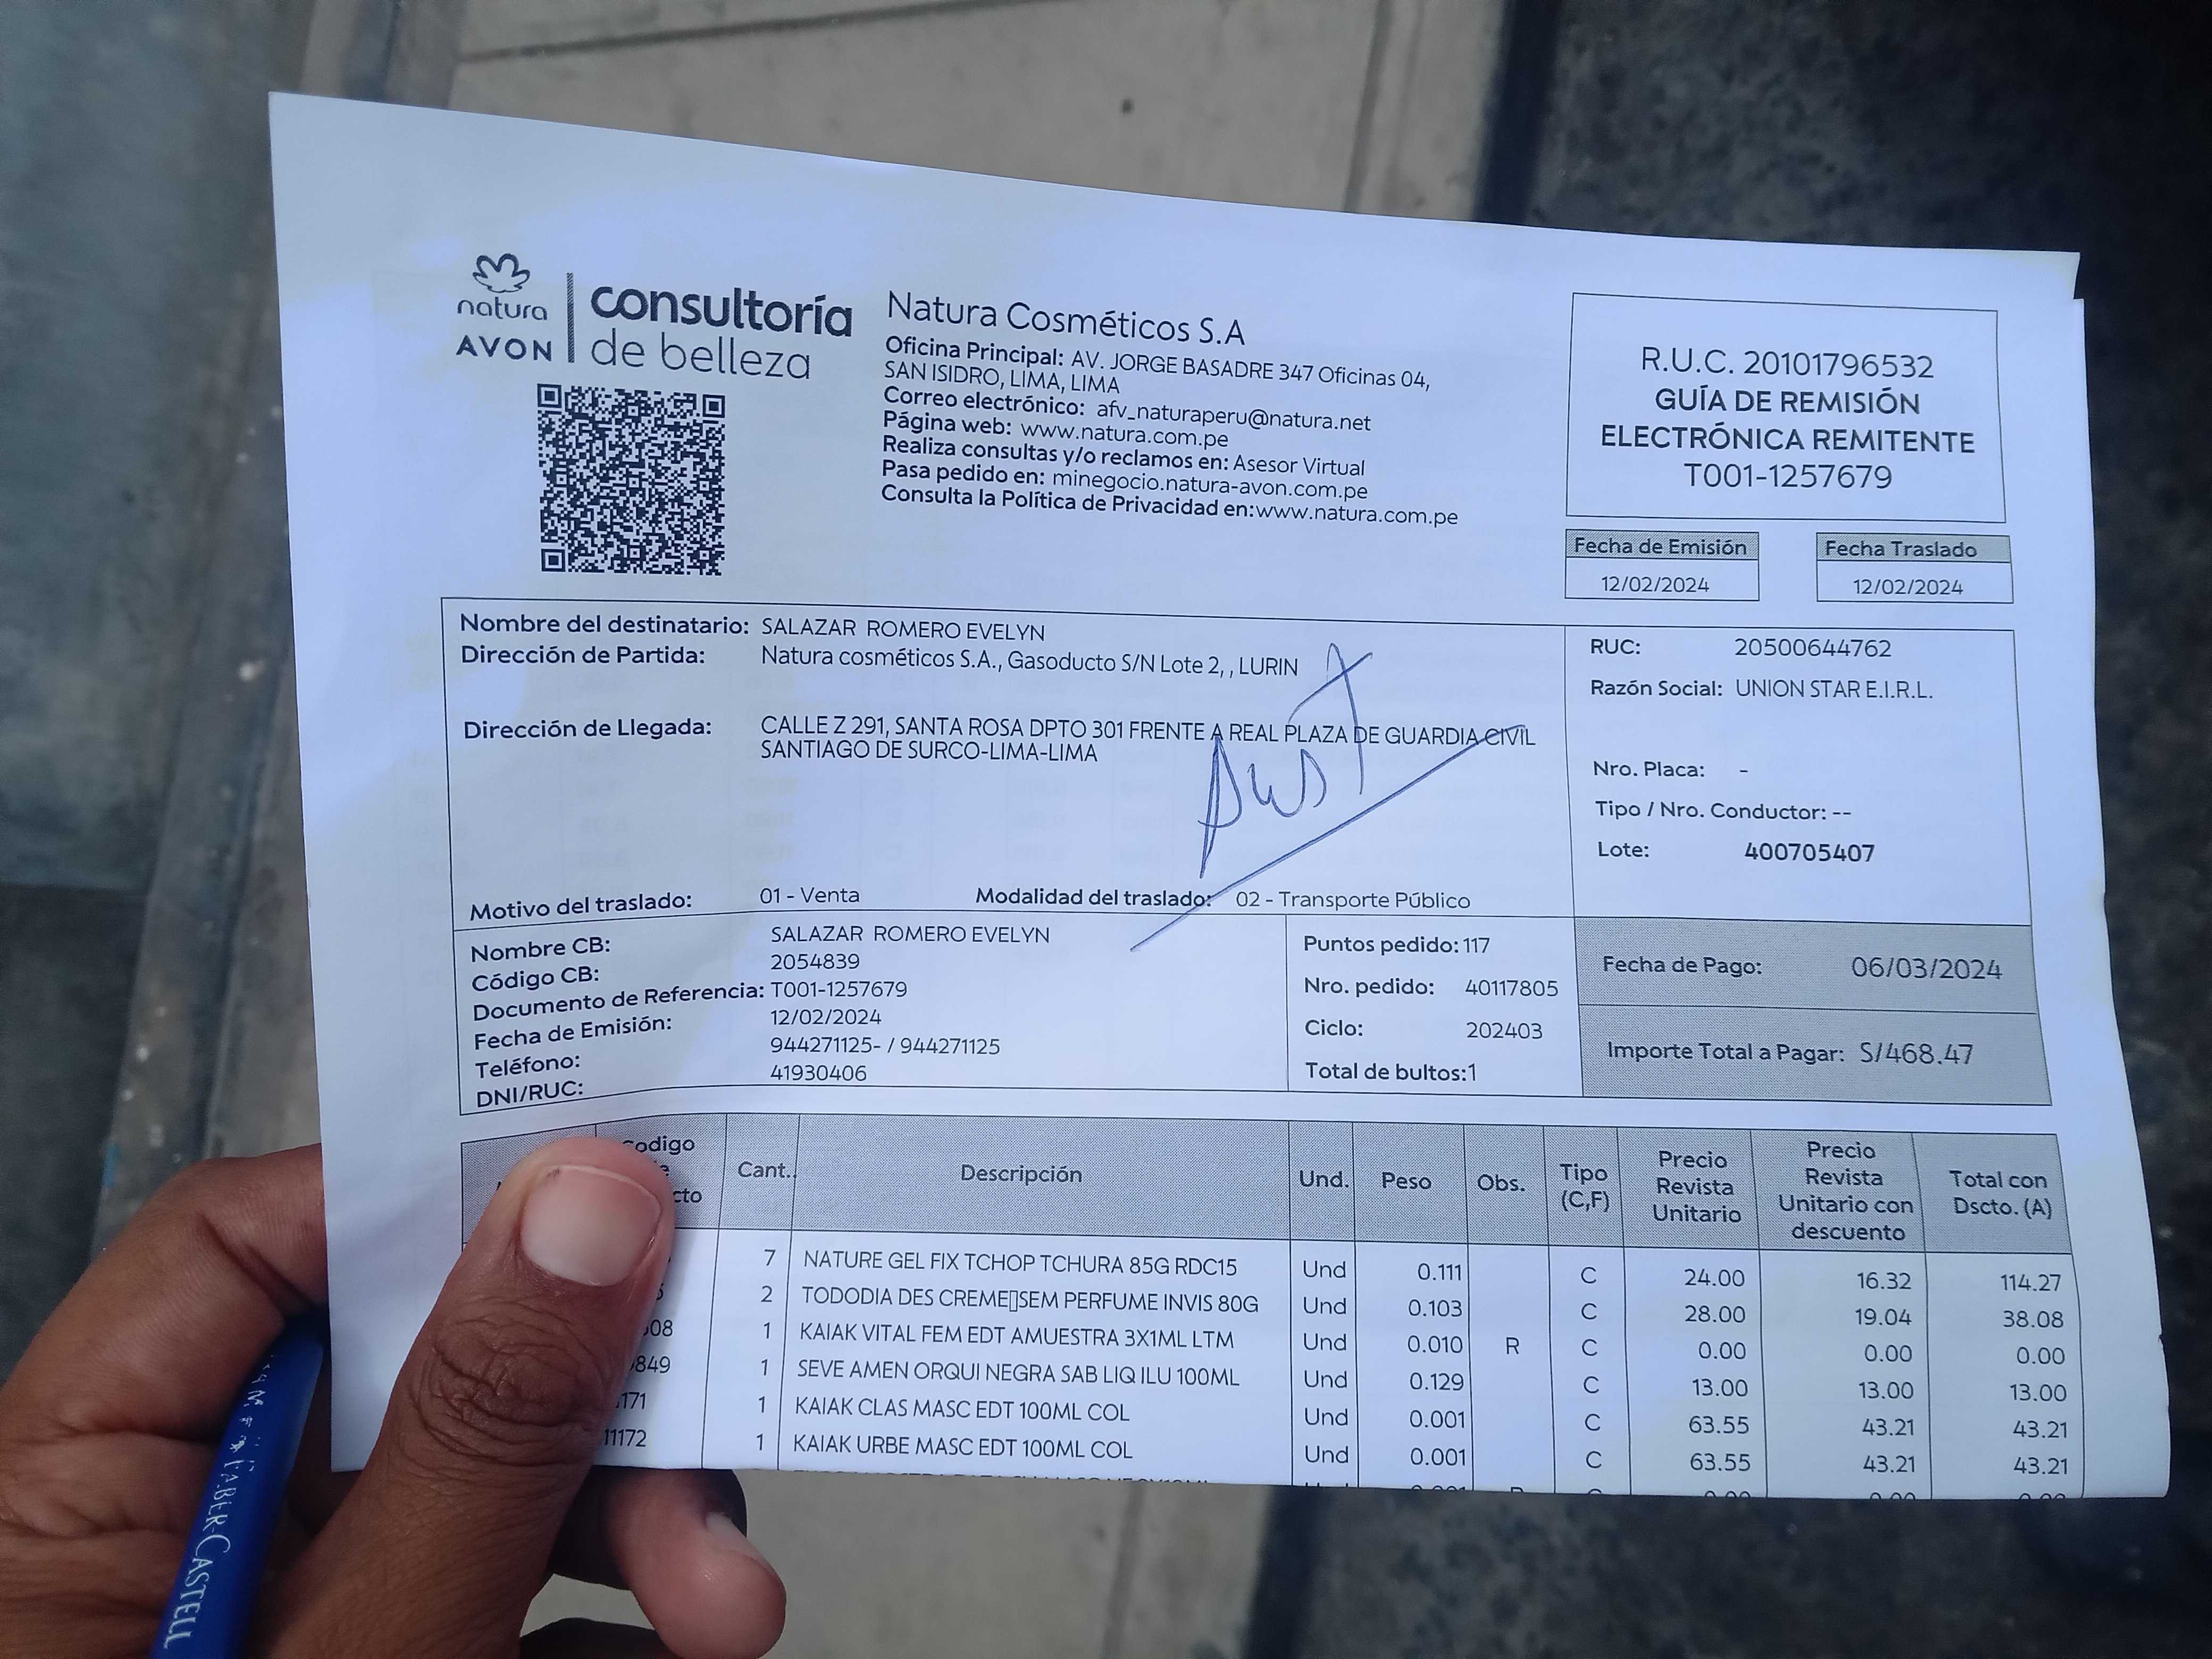 natura
AVON
consultoría
de belleza
Natura Cosméticos S.A
Oficina Principal: AV. JORGE BASADRE 347 Oficinas 04,
SAN ISIDRO, LIMA, LIMA
Correo electrónico: afv_naturaperu@natura.net
Página web: www.natura.com.pe
Realiza consultas y/o reclamos en: Asesor Virtual
Pasa pedido en: minegocio.natura-avon.com.pe
Consulta la Política de Privacidad en:www.natura.com.pe
R.U.C. 20101796532
GUÍA DE REMISIÓN
ELECTRÓNICA REMITENTE
T001-1257679
Fecha de Emisión Fecha Traslado
12/02/2024 12/02/2024
Nombre del destinatario: SALAZAR ROMERO EVELYN
Dirección de Partida: Natura cosméticos S.A., Gasoducto S/N Lote 2, , LURIN
Dirección de Llegada: CALLE Z 291, SANTA ROSA DPTO 301 FRENTE A REAL PLAZA DE GUARDIA CIVIL
SANTIAGO DE SURCO-LIMA-LIMA
Motivo del traslado: 01 - Venta Modalidad del traslado: 02 - Transporte Público
RUC: 20500644762
Razón Social: UNION STAR E.I.R.L.
Nro. Placa: -
Tipo / Nro. Conductor: --
Lote: 400705407
Nombre CB: SALAZAR ROMERO EVELYN
Código CB: 2054839
Documento de Referencia: T001-1257679
Fecha de Emisión: 12/02/2024
Teléfono: 944271125- / 944271125
DNI/RUC: 41930406
Puntos pedido: 117
Nro. pedido: 40117805
Ciclo: 202403
Total de bultos:1
Fecha de Pago: 06/03/2024
Importe Total a Pagar: S/468.47
Cant. Descripción Und. Peso Obs. Tipo (C,F) Precio Revista Unitario Precio Revista Unitario con descuento Total con Dscto. (A)
7 NATURE GEL FIX TCHOP TCHURA 85G RDC15 Und 0.111 C 24.00 16.32 114.27
2 TODODIA DES CREME▯SEM PERFUME INVIS 80G Und 0.103 C 28.00 19.04 38.08
1 KAIAK VITAL FEM EDT AMUESTRA 3X1ML LTM Und 0.010 R C 0.00 0.00 0.00
1 SEVE AMEN ORQUI NEGRA SAB LIQ ILU 100ML Und 0.129 C 13.00 13.00 13.00
1 KAIAK CLAS MASC EDT 100ML COL Und 0.001 C 63.55 43.21 43.21
11172 1 KAIAK URBE MASC EDT 100ML COL Und 0.001 C 63.55 43.21 43.21
FABER-CASTELL